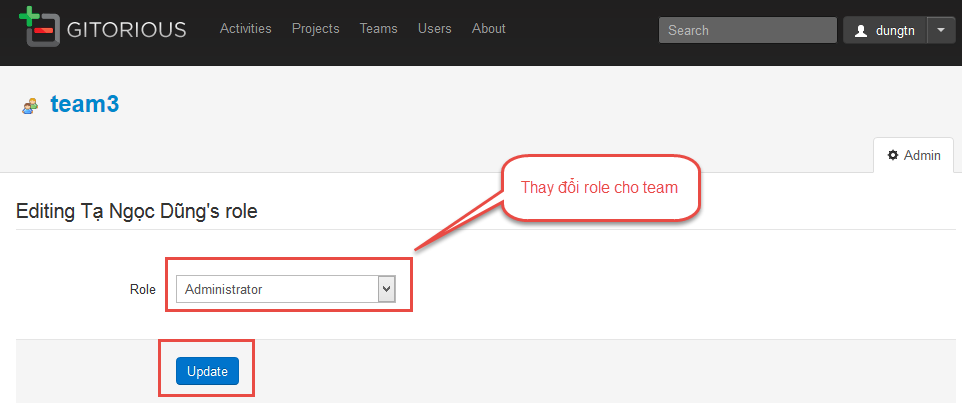 GITORIOUS Activities Projects Teams Users About Search dungtn
team3
Admin
Thay đổi role cho team
Editing Tạ Ngọc Dũng's role
Role Administrator
Update